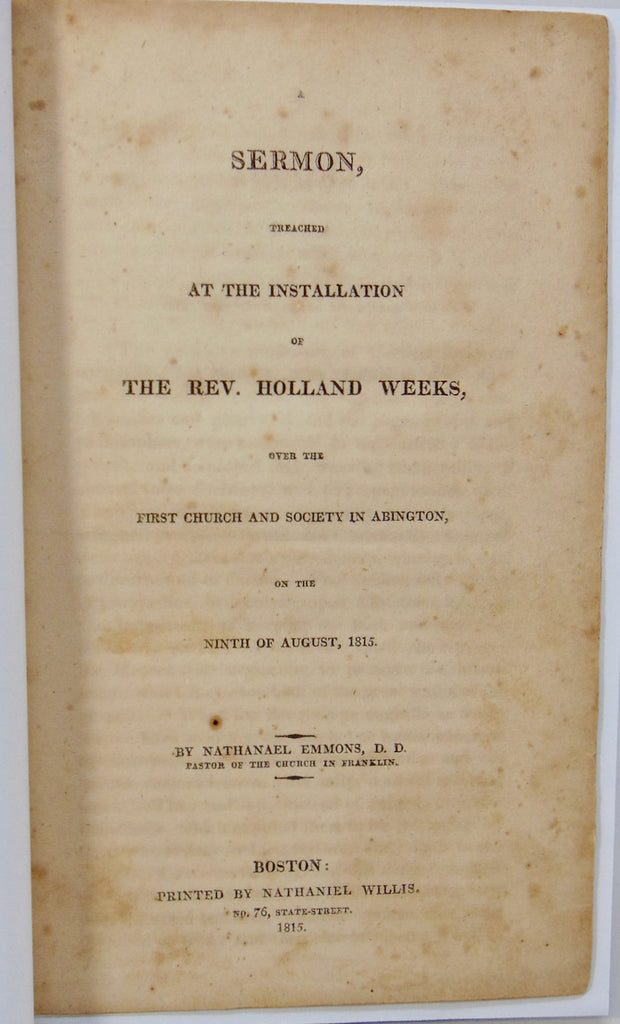 A
SERMON,
PREACHED
AT THE INSTALLATION
OF
THE REV. HOLLAND WEEKS,
OVER THE
FIRST CHURCH AND SOCIETY IN ABINGTON,
ON THE
NINTH OF AUGUST, 1815.
BY NATHANAEL EMMONS, D. D.
PASTOR OF THE CHURCH IN FRANKLIN.
BOSTON:
PRINTED BY NATHANIEL WILLIS.
NO. 76, STATE-STREET.
1815.